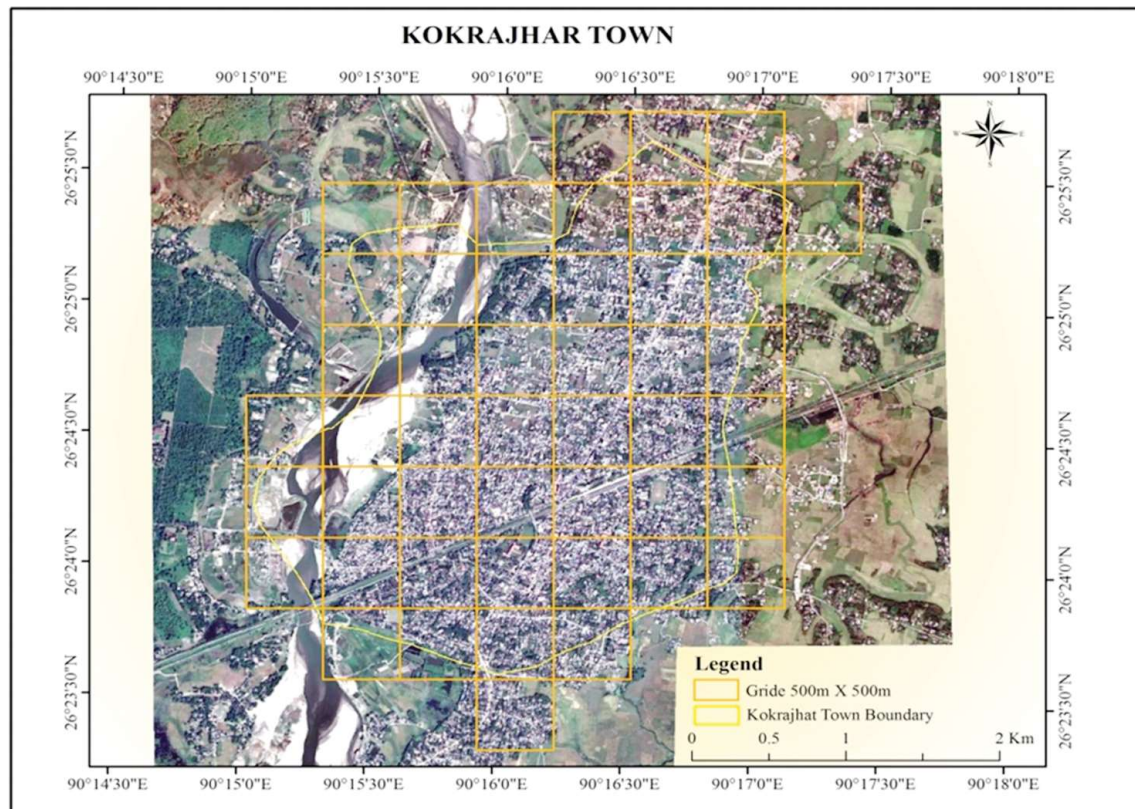 KOKRAJHAR TOWN
90°14'30"E 90°15'0"E 90°15'30"E 90°16'0"E 90°16'30"E 90°17'0"E 90°17'30"E 90°18'0"E
N
W E
S
26°25'30"N
26°25'0"N
26°24'30"N
26°24'0"N
26°23'30"N
26°25'30"N
26°25'0"N
26°24'30"N
26°24'0"N
26°23'30"N
Legend
Gride 500m X 500m
Kokrajhat Town Boundary
0 0.5 1 2 Km
90°14'30"E 90°15'0"E 90°15'30"E 90°16'0"E 90°16'30"E 90°17'0"E 90°17'30"E 90°18'0"E